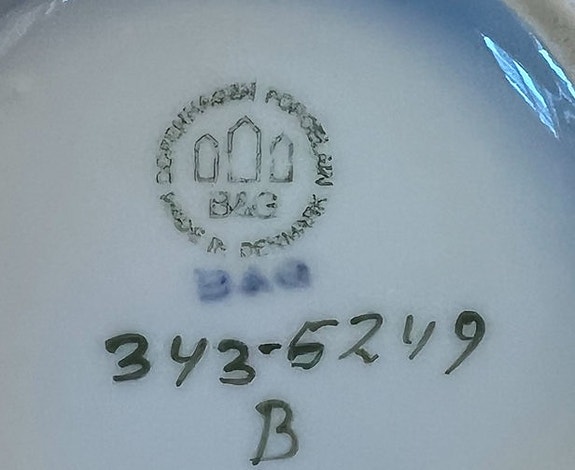 COPENHAGEN PORCELAIN
B&G
MADE IN DENMARK
B&G
343-5249
B